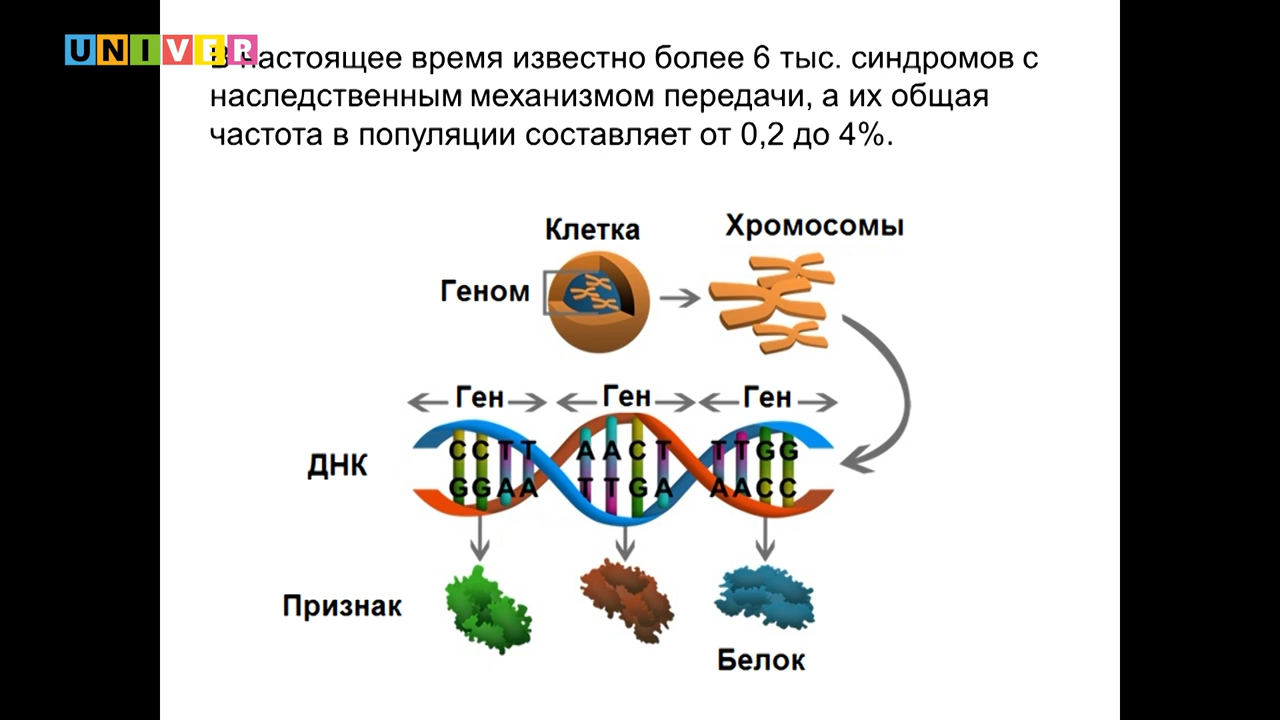 UNIVER
В настоящее время известно более 6 тыс. синдромов с
наследственным механизмом передачи, а их общая
частота в популяции составляет от 0,2 до 4%.
Клетка
Хромосомы
Геном
Ген Ген Ген
ДНК
CCTT AACT TTGG
GGAA TTGA AACC
Признак
Белок